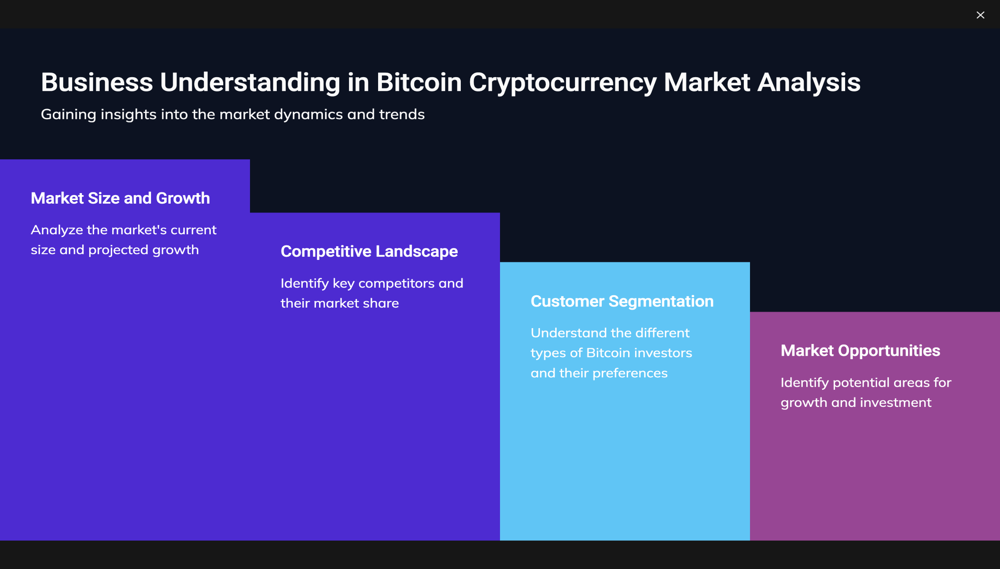 Business Understanding in Bitcoin Cryptocurrency Market Analysis
Gaining insights into the market dynamics and trends
Market Size and Growth
Analyze the market's current
size and projected growth
Competitive Landscape
Identify key competitors and
their market share
Customer Segmentation
Understand the different
types of Bitcoin investors
and their preferences
Market Opportunities
Identify potential areas for
growth and investment